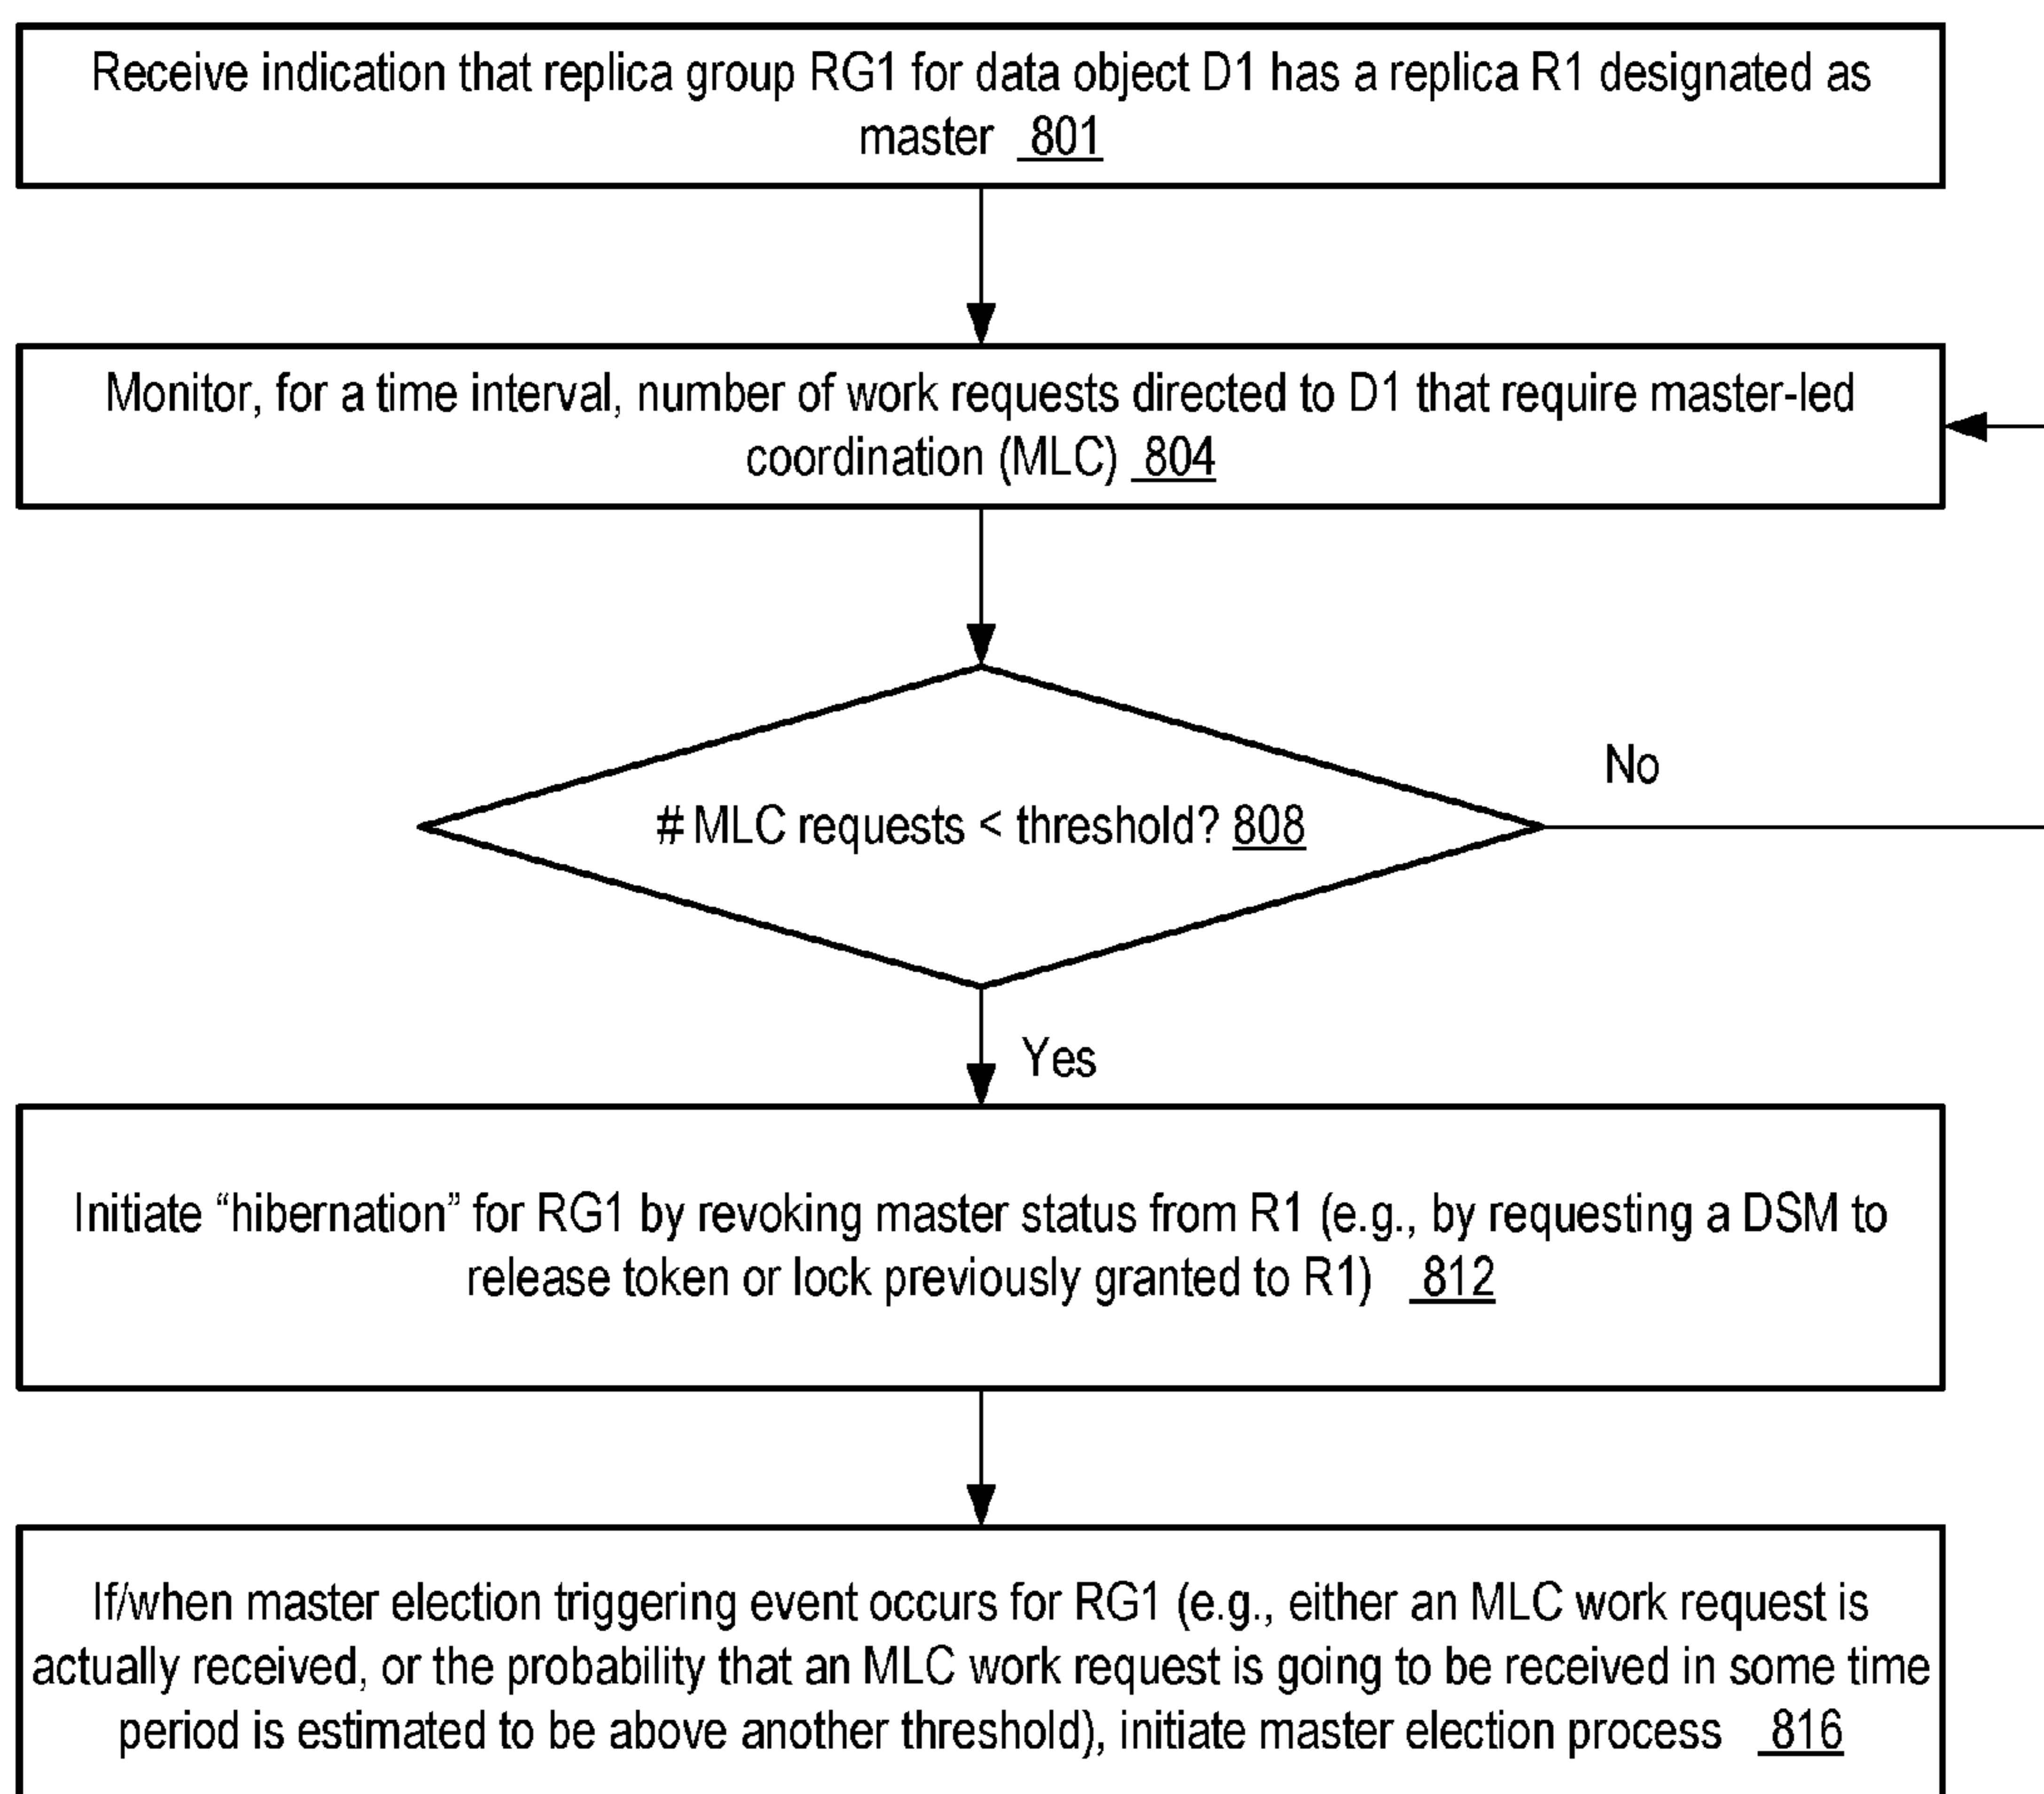 Receive indication that replica group RG1 for data object D1 has a replica R1 designated as
master 801
Monitor, for a time interval, number of work requests directed to D1 that require master-led
coordination (MLC) 804
No
# MLC requests < threshold? 808
Yes
Initiate “hibernation” for RG1 by revoking master status from R1 (e.g., by requesting a DSM to
release token or lock previously granted to R1) 812
If/when master election triggering event occurs for RG1 (e.g., either an MLC work request is
actually received, or the probability that an MLC work request is going to be received in some time
period is estimated to be above another threshold), initiate master election process 816